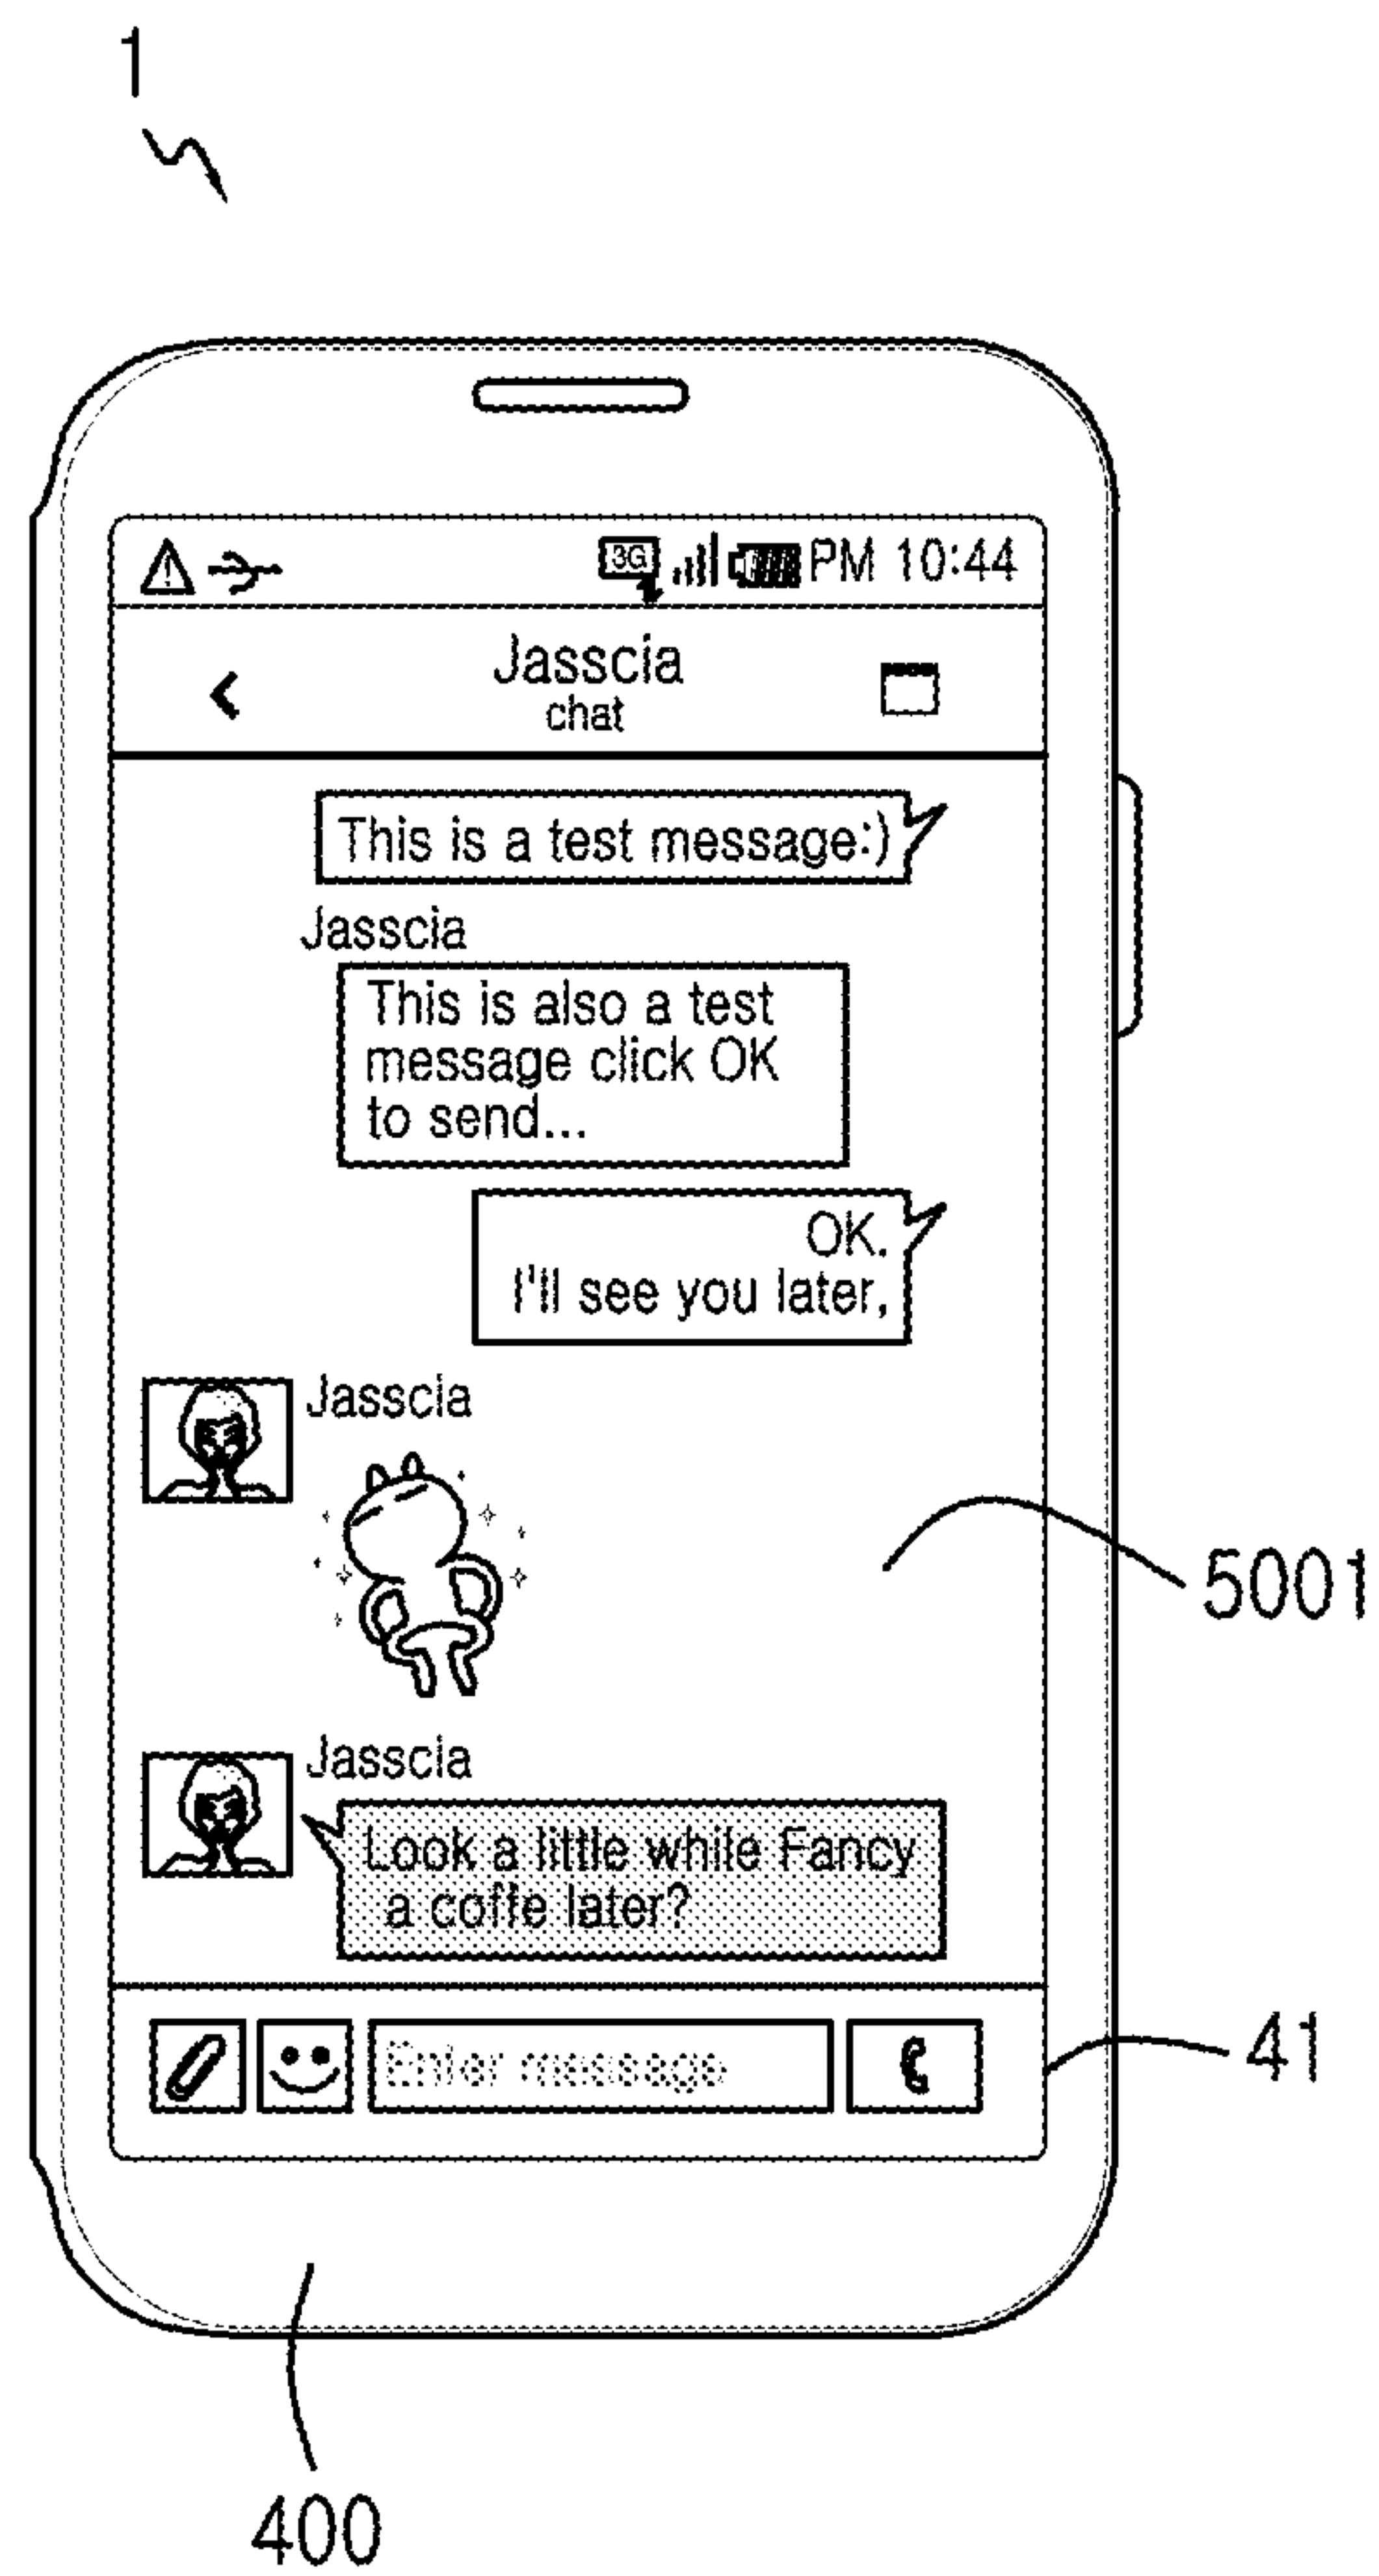 1
3G PM 10:44
Jasscia
chat
This is a test message:)
Jasscia
This is also a test
message click OK
to send...
OK.
I'll see you later,
Jasscia
5001
Jasscia
Look a little while Fancy
a coffe later?
Enter message
41
400